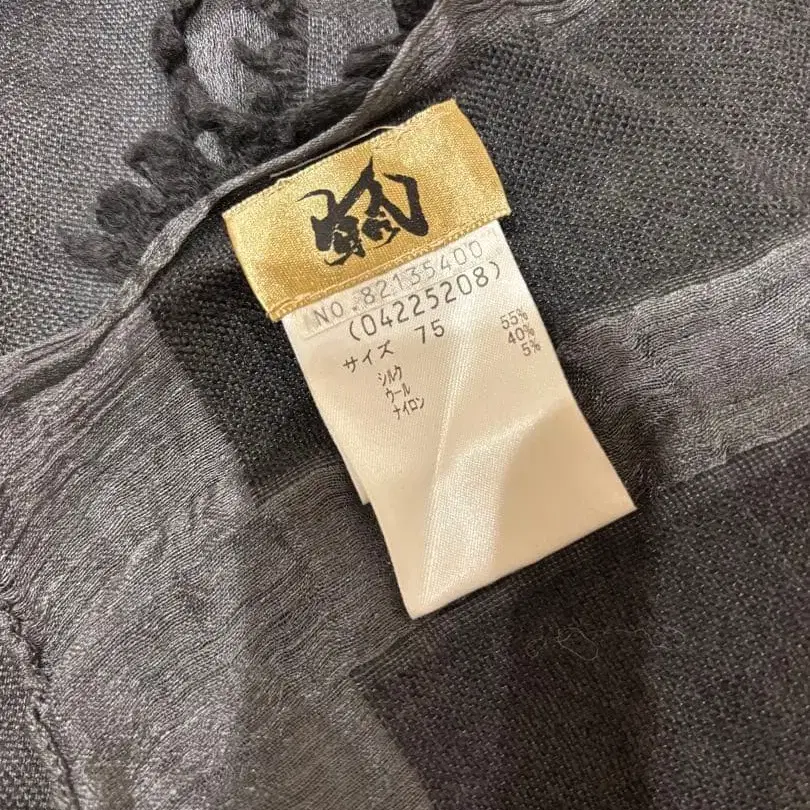 NO.82135400
(04225208)
サイズ 75
シルク 55%
ウール 40%
ナイロン 5%